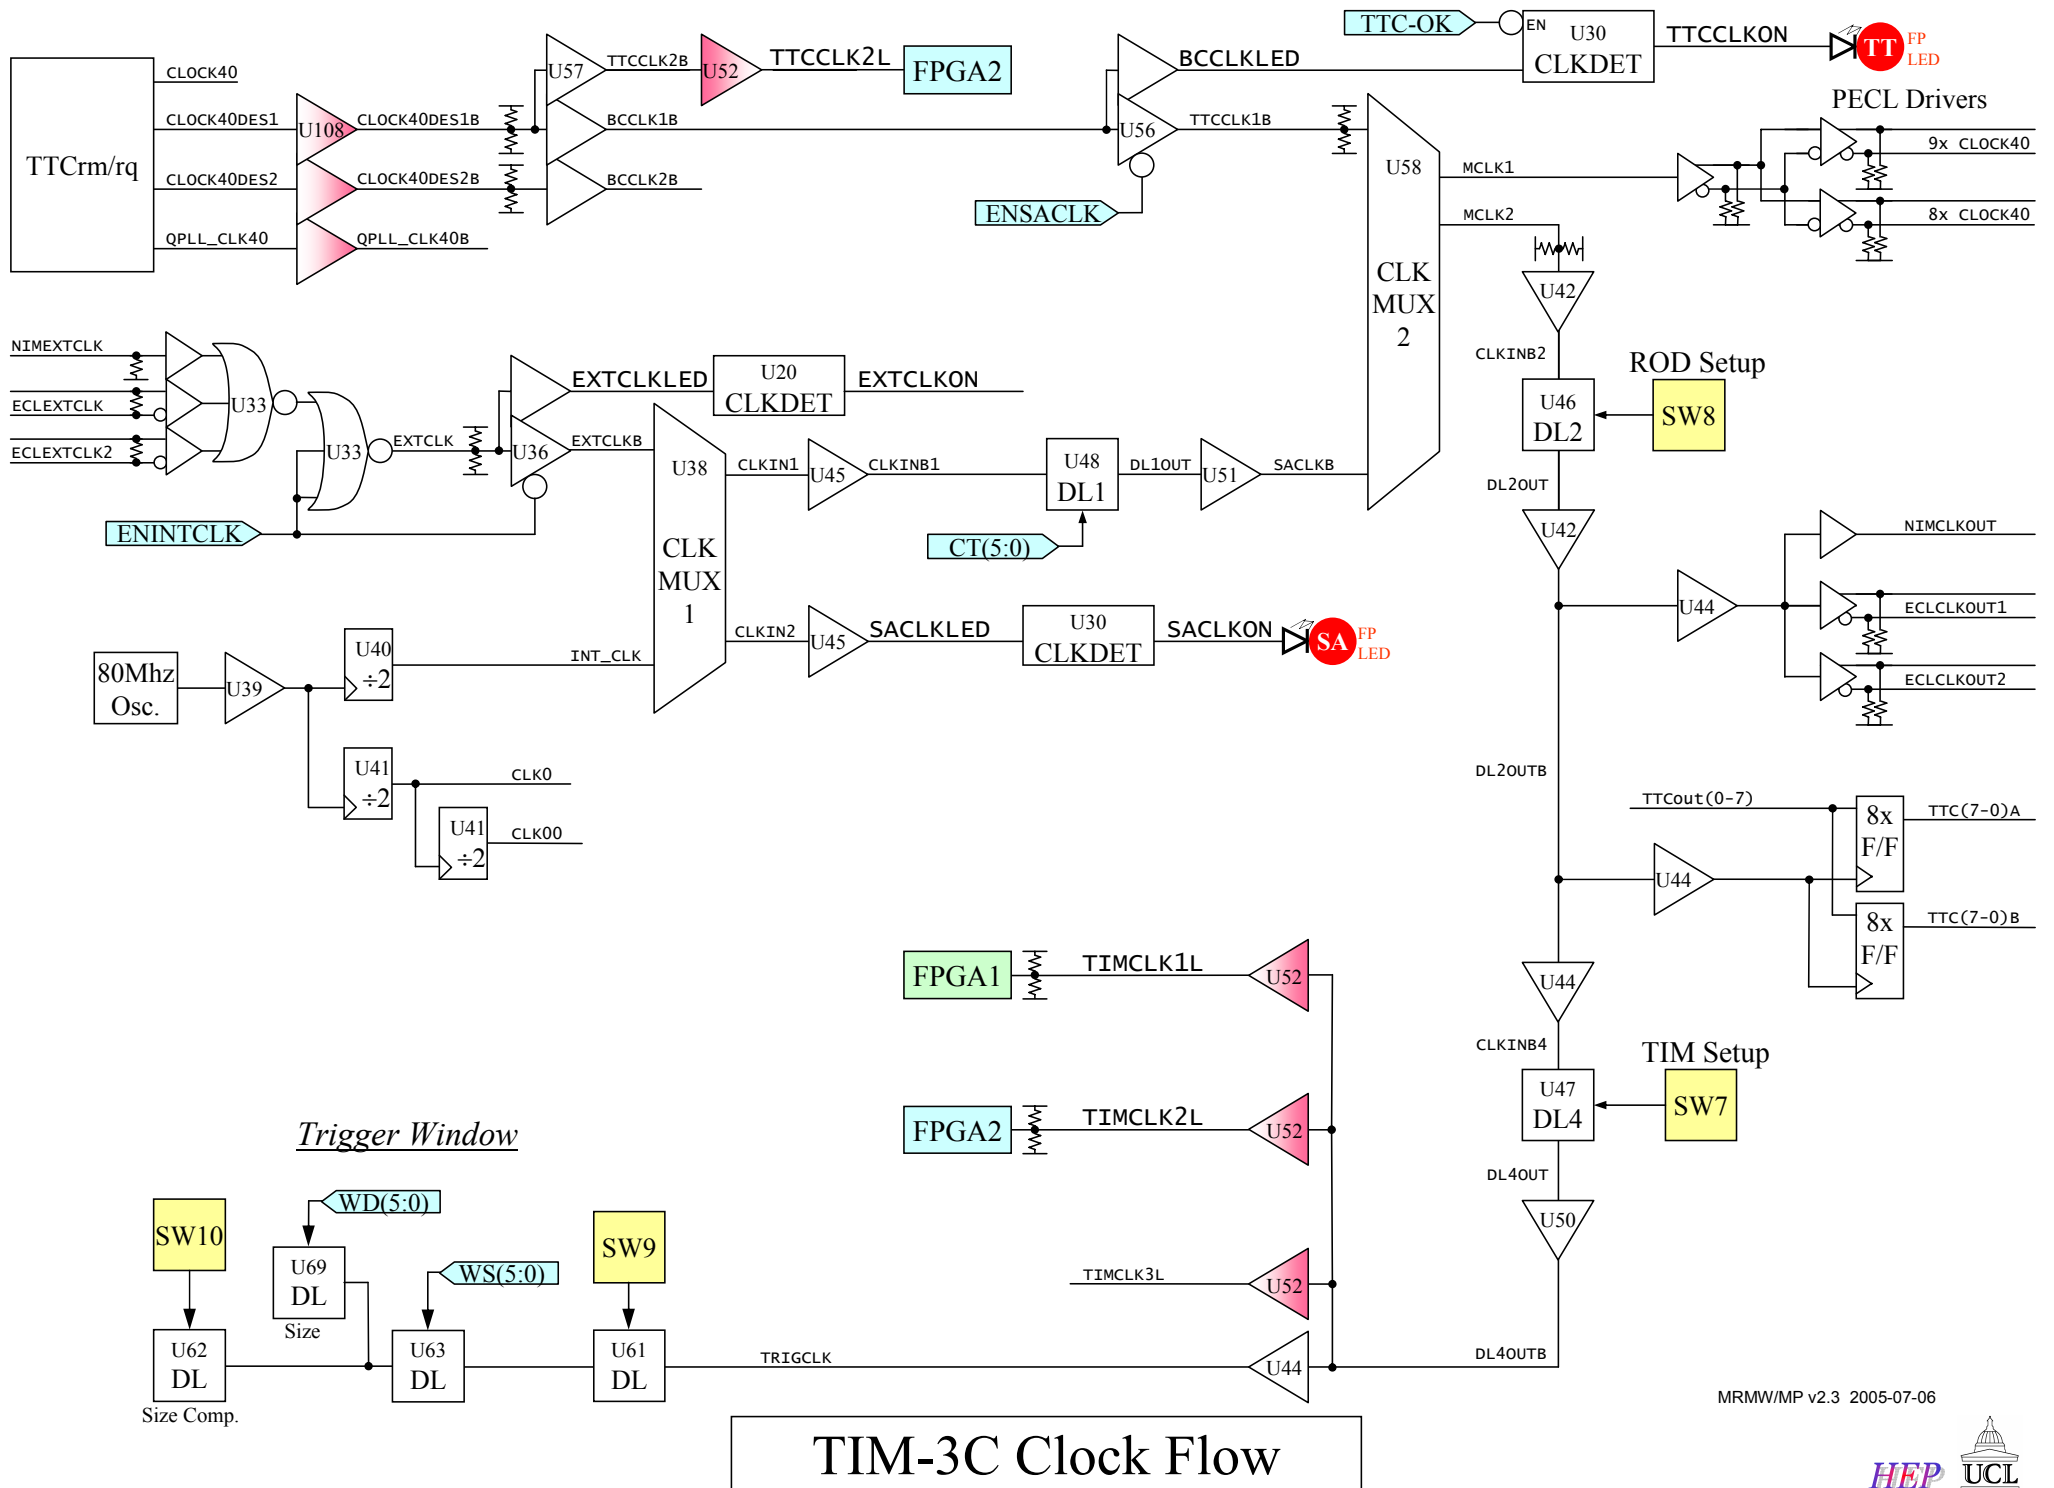 TTCrm/rq
CLOCK40
CLOCK40DES1
U108
CLOCK40DES1B
CLOCK40DES2
CLOCK40DES2B
QPLL_CLK40
QPLL_CLK40B
U57
TTCCLK2B
U52
TTCCLK2L
FPGA2
BCCLK1B
BCCLK2B
BCCLKLED
U56
TTCCLK1B
ENSACLK
TTC-OK
EN
U30
CLKDET
TTCCLKON
TT
FP
LED
PECL Drivers
9x CLOCK40
8x CLOCK40
U58
CLK
MUX
2
MCLK1
MCLK2
U42
CLKINB2
ROD Setup
U46
DL2
SW8
DL2OUT
U42
NIMEXTCLK
ECLEXTCLK
ECLEXTCLK2
U33
U33
EXTCLK
ENINTCLK
EXTCLKLED
U20
CLKDET
EXTCLKON
U36
EXTCLKB
U38
CLK
MUX
1
CLKIN1
U45
CLKINB1
U48
DL1
CT(5:0)
DL1OUT
U51
SACLKB
CLKIN2
U45
SACLKLED
U30
CLKDET
SACLKON
SA
FP
LED
80Mhz
Osc.
U39
U40
÷2
INT_CLK
U41
÷2
CLK0
U41
÷2
CLK00
U44
NIMCLKOUT
ECLCLKOUT1
ECLCLKOUT2
DL2OUTB
TTCout(0-7)
8x
F/F
TTC(7-0)A
U44
8x
F/F
TTC(7-0)B
U44
CLKINB4
TIM Setup
U47
DL4
SW7
DL4OUT
U50
DL4OUTB
FPGA1
TIMCLK1L
U52
FPGA2
TIMCLK2L
U52
TIMCLK3L
U52
TRIGCLK
U44
Trigger Window
SW10
WD(5:0)
U69
DL
Size
WS(5:0)
SW9
U62
DL
Size Comp.
U63
DL
U61
DL
TIM-3C Clock Flow
MRMW/MP v2.3 2005-07-06
HEP
UCL